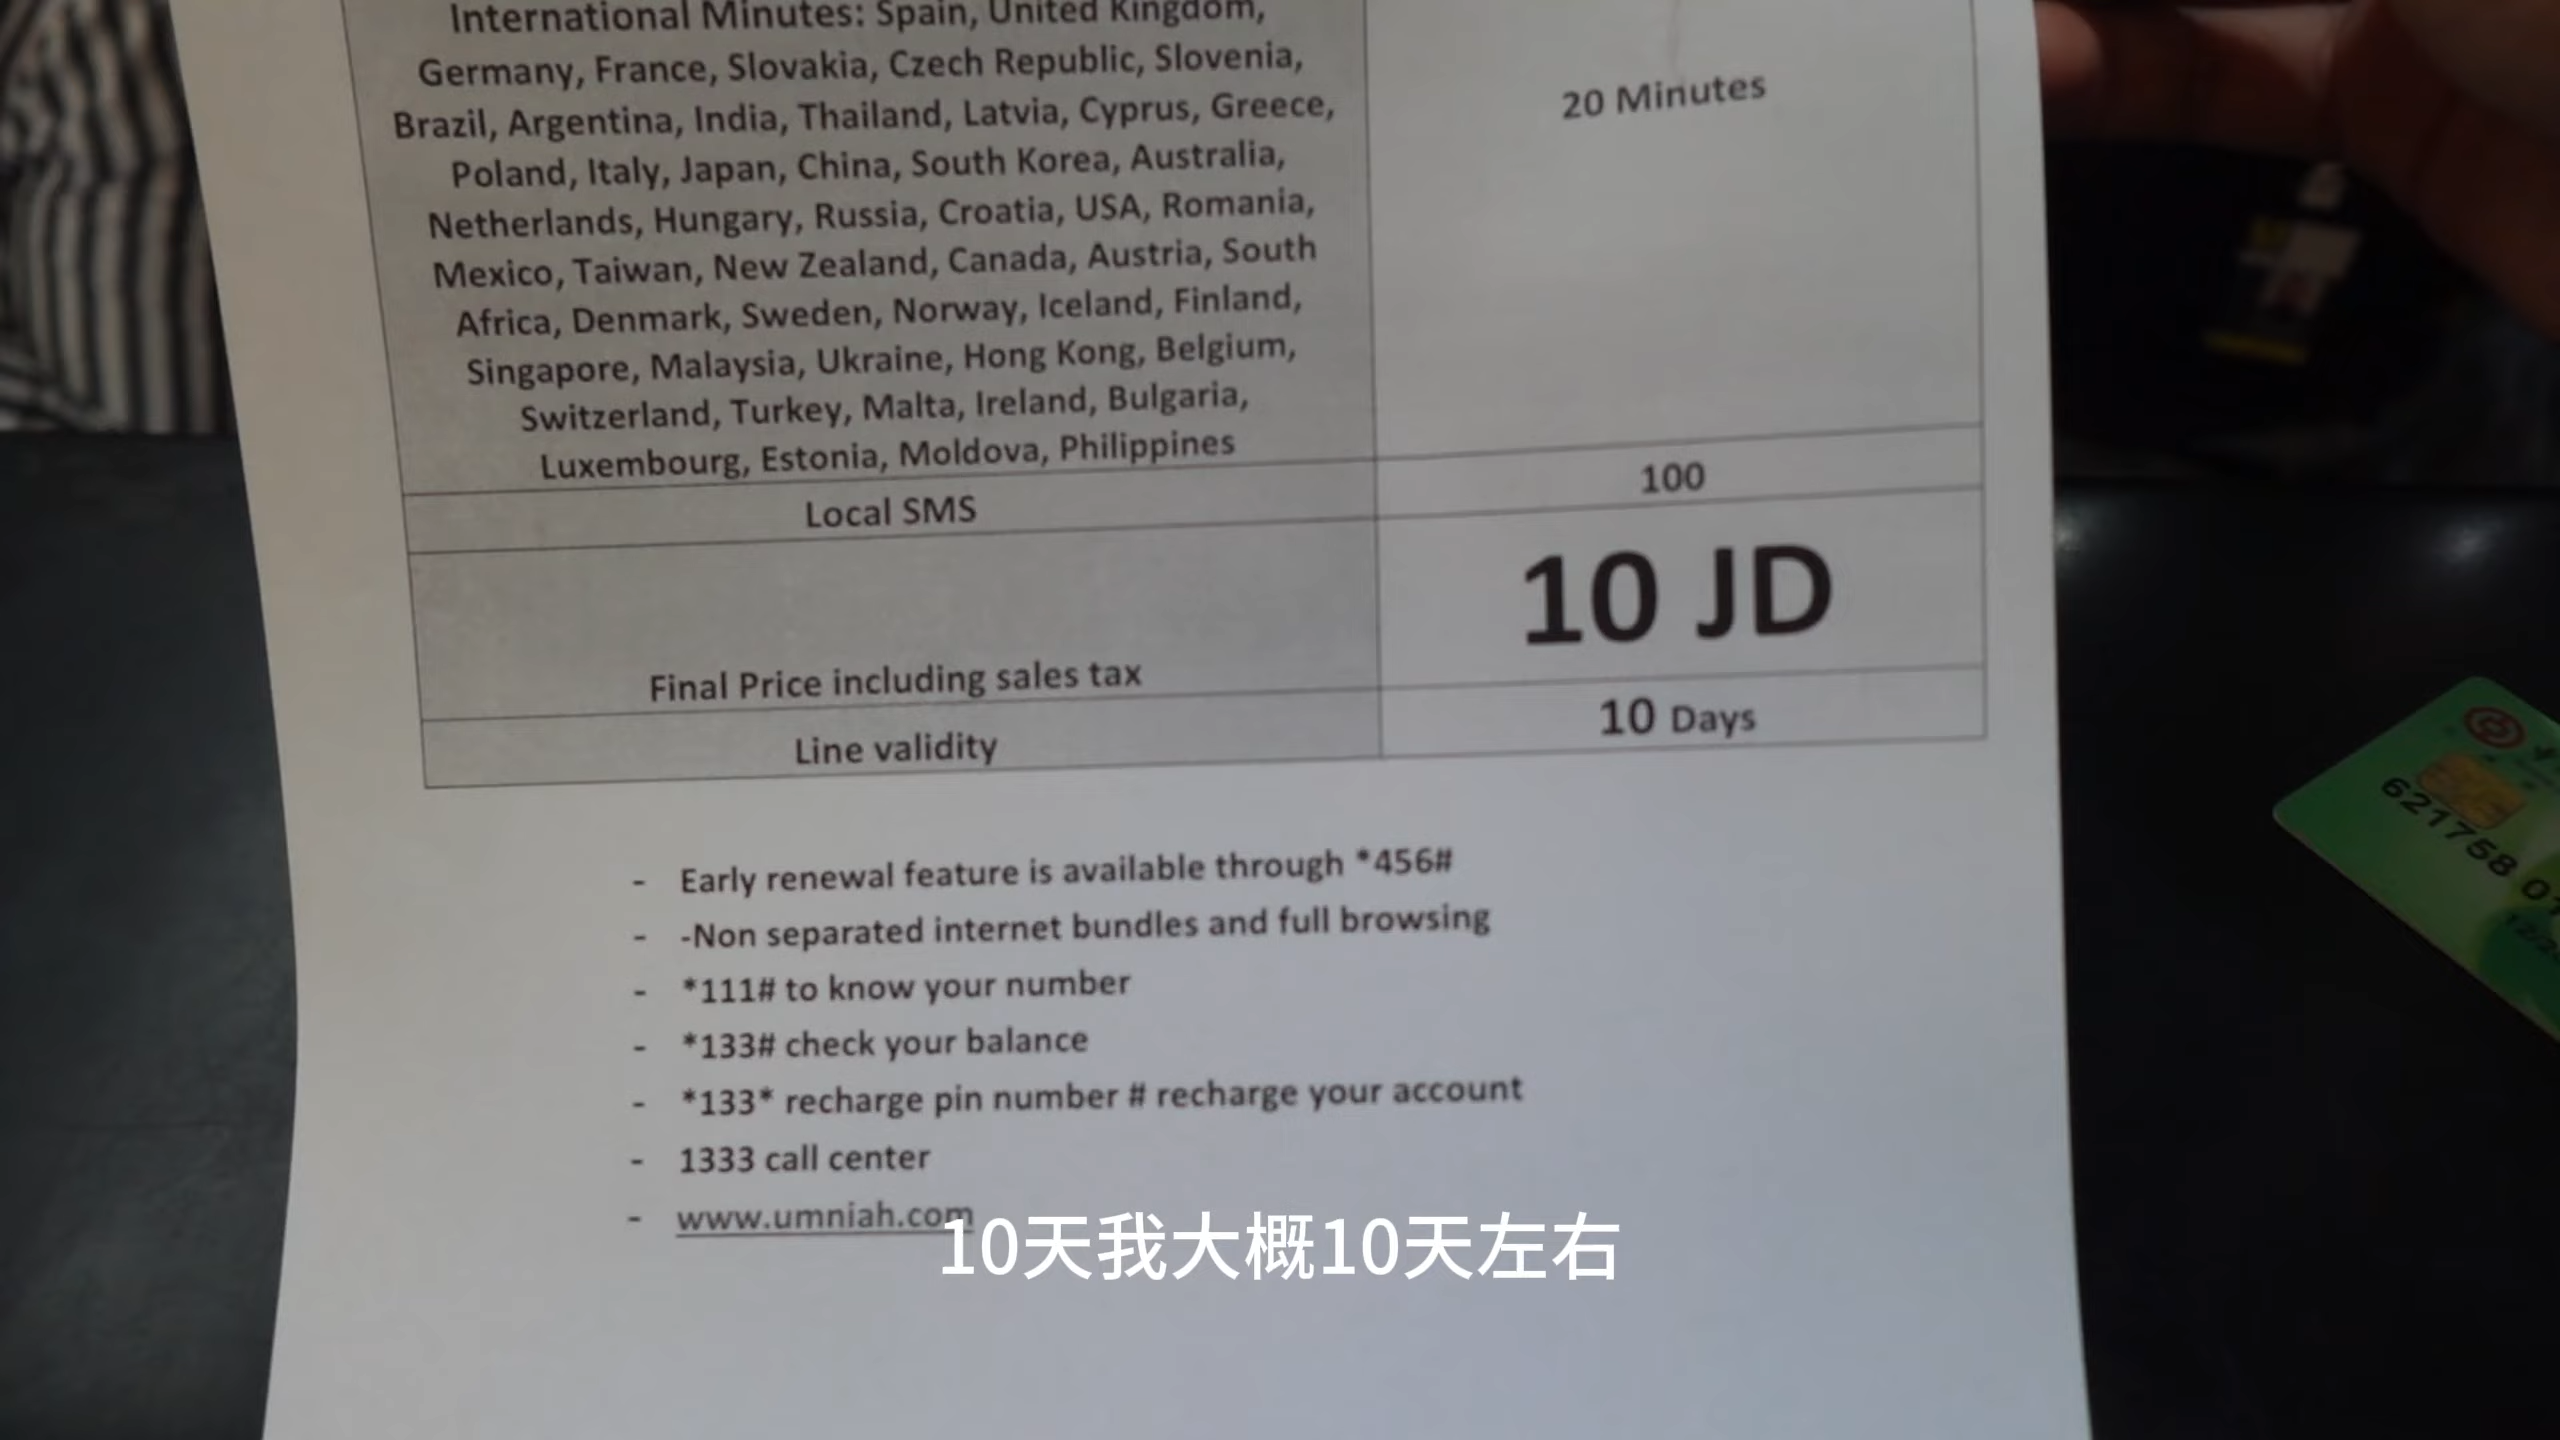 International Minutes: Spain, United Kingdom,
Germany, France, Slovakia, Czech Republic, Slovenia,
Brazil, Argentina, India, Thailand, Latvia, Cyprus, Greece,
Poland, Italy, Japan, China, South Korea, Australia,
Netherlands, Hungary, Russia, Croatia, USA, Romania,
Mexico, Taiwan, New Zealand, Canada, Austria, South
Africa, Denmark, Sweden, Norway, Iceland, Finland,
Singapore, Malaysia, Ukraine, Hong Kong, Belgium,
Switzerland, Turkey, Malta, Ireland, Bulgaria,
Luxembourg, Estonia, Moldova, Philippines
20 Minutes
Local SMS
100
Final Price including sales tax
10 JD
Line validity
10 Days
- Early renewal feature is available through *456#
- -Non separated internet bundles and full browsing
- *111# to know your number
- *133# check your balance
- *133* recharge pin number # recharge your account
- 1333 call center
- www.umniah.com
10天我大概10天左右
621758 01